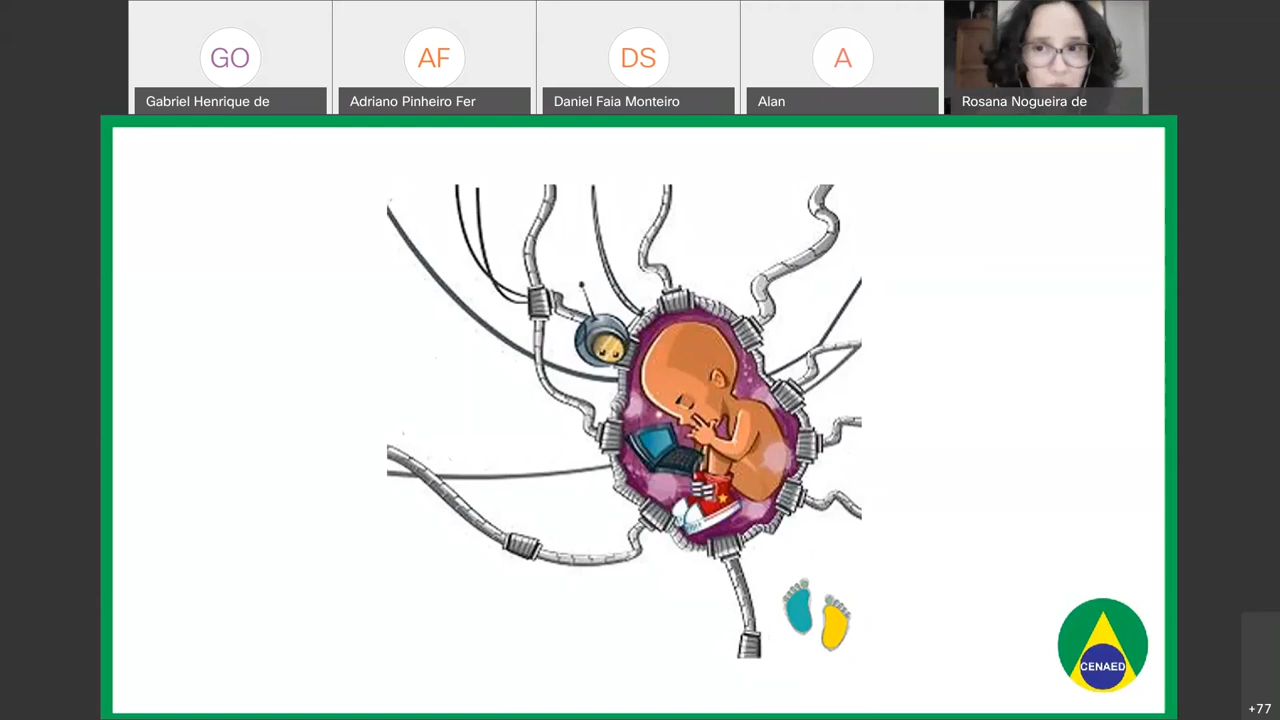 GO
AF
DS
A
Gabriel Henrique de
Adriano Pinheiro Fer
Daniel Faia Monteiro
Alan
Rosana Nogueira de
CENAED
+77